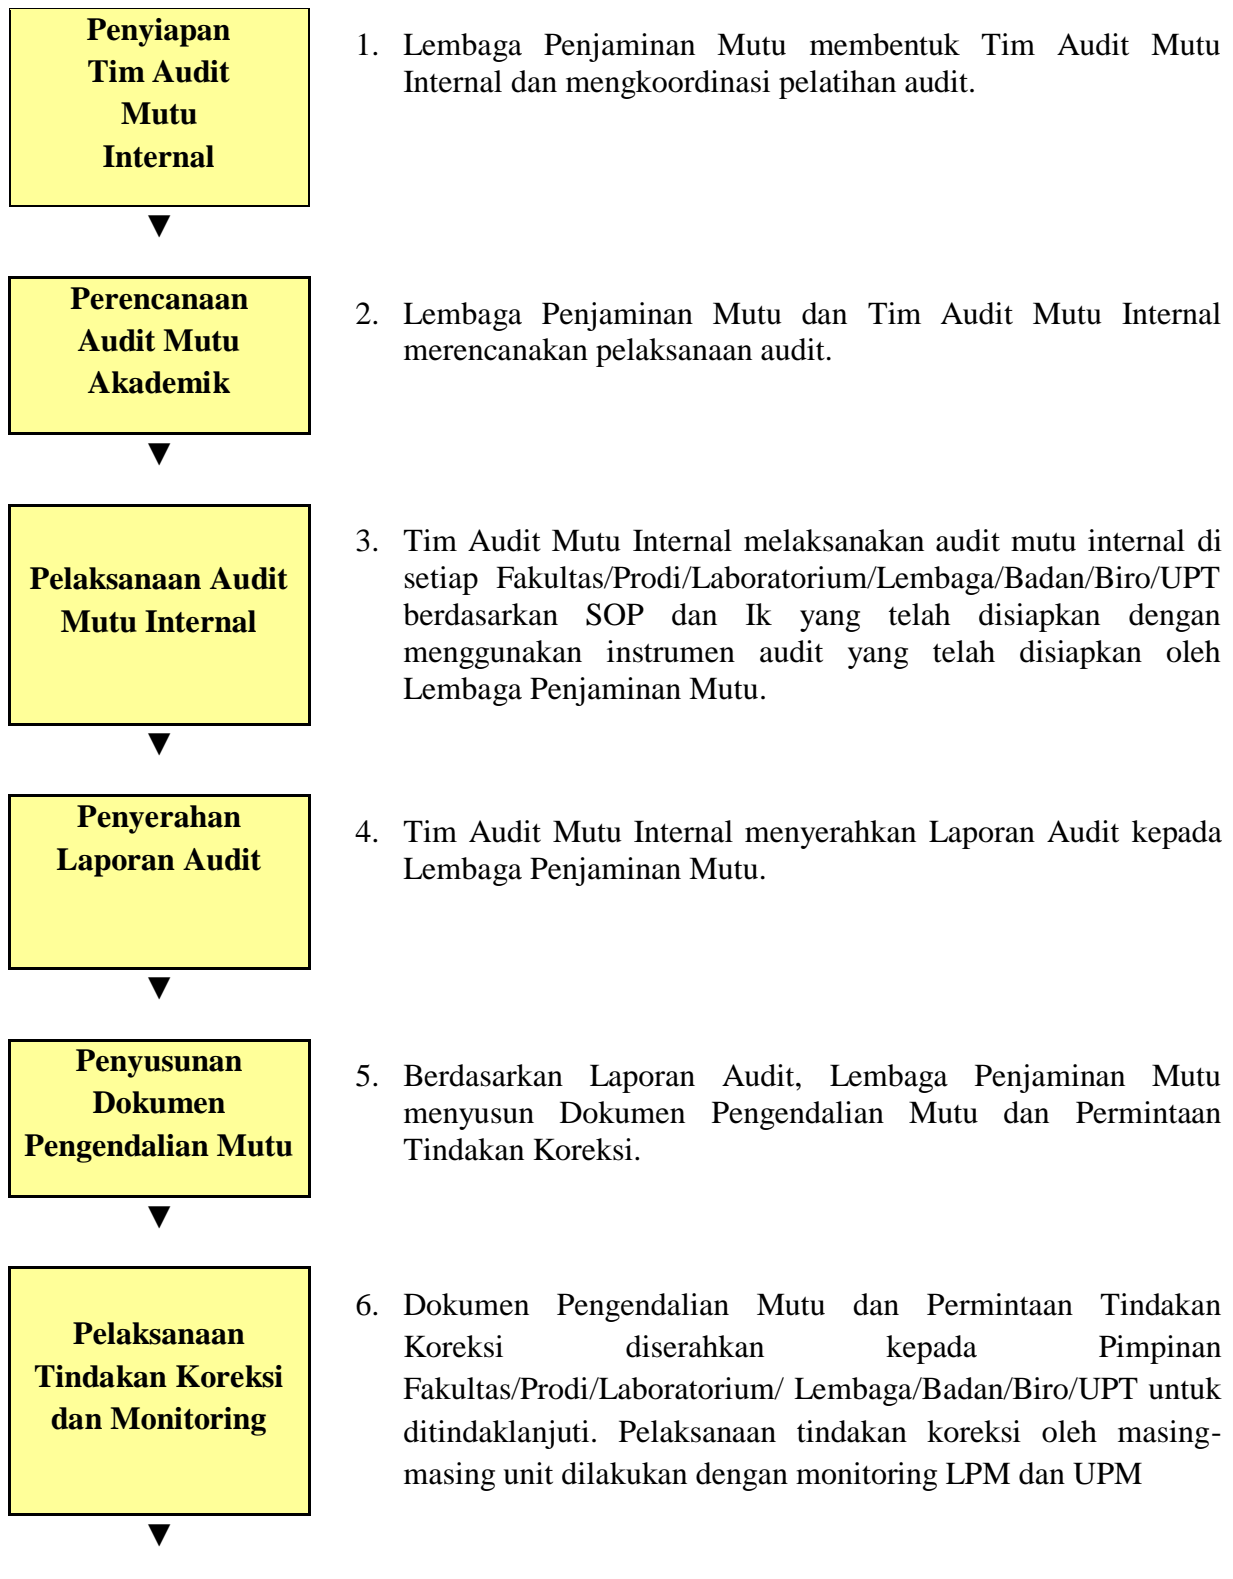 Penyiapan
Tim Audit
Mutu
Internal
1. Lembaga Penjaminan Mutu membentuk Tim Audit Mutu
Internal dan mengkoordinasi pelatihan audit.
▼
Perencanaan
Audit Mutu
Akademik
2. Lembaga Penjaminan Mutu dan Tim Audit Mutu Internal
merencanakan pelaksanaan audit.
▼
Pelaksanaan Audit
Mutu Internal
3. Tim Audit Mutu Internal melaksanakan audit mutu internal di
setiap Fakultas/Prodi/Laboratorium/Lembaga/Badan/Biro/UPT
berdasarkan SOP dan Ik yang telah disiapkan dengan
menggunakan instrumen audit yang telah disiapkan oleh
Lembaga Penjaminan Mutu.
▼
Penyerahan
Laporan Audit
4. Tim Audit Mutu Internal menyerahkan Laporan Audit kepada
Lembaga Penjaminan Mutu.
▼
Penyusunan
Dokumen
Pengendalian Mutu
5. Berdasarkan Laporan Audit, Lembaga Penjaminan Mutu
menyusun Dokumen Pengendalian Mutu dan Permintaan
Tindakan Koreksi.
▼
Pelaksanaan
Tindakan Koreksi
dan Monitoring
6. Dokumen Pengendalian Mutu dan Permintaan Tindakan
Koreksi diserahkan kepada Pimpinan
Fakultas/Prodi/Laboratorium/ Lembaga/Badan/Biro/UPT untuk
ditindaklanjuti. Pelaksanaan tindakan koreksi oleh masing-
masing unit dilakukan dengan monitoring LPM dan UPM
▼